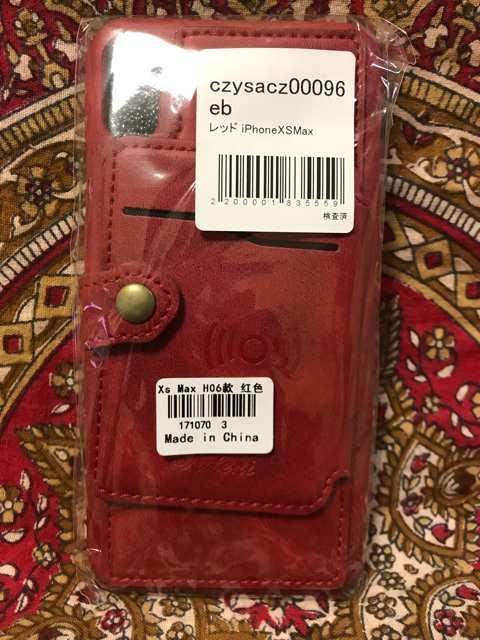 czysacz00096
eb
レッド iPhoneXSMax
2200001835559
検査済
Xs Max H06款 红色
171070 3
Made in China